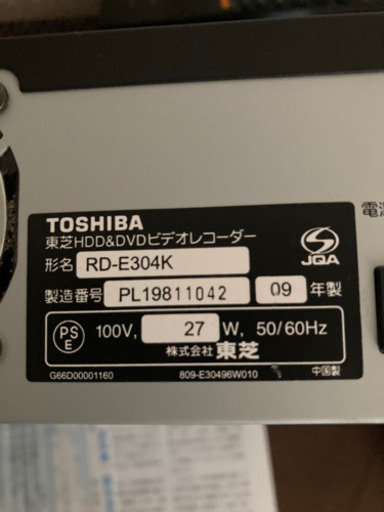 TOSHIBA
東芝HDD&DVDビデオレコーダー
形名 RD-E304K
JQA
製造番号 PL19811042 09 年製
PS E 100V, 27 W, 50/60Hz
株式会社 東芝
G66D00001160 809-E30496W010 中国製
電源